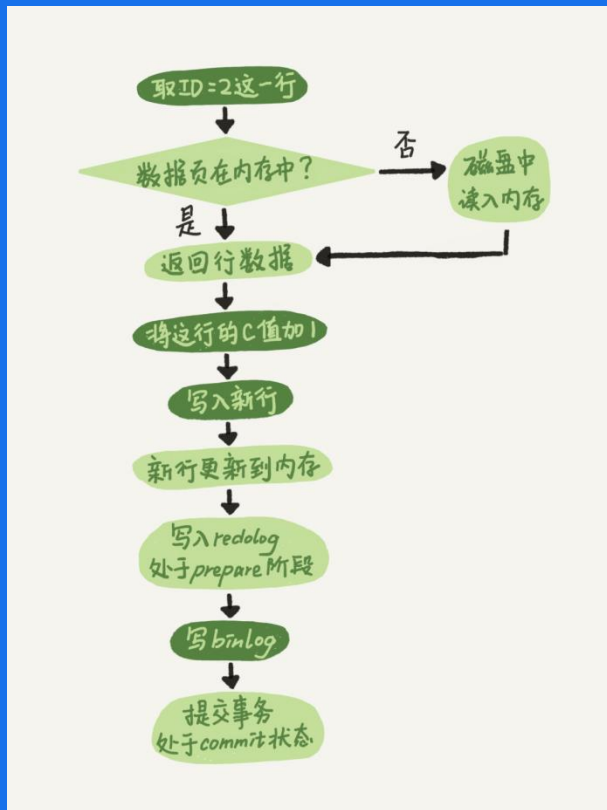 取ID=2这一行
数据页在内存中?
否
磁盘中
读入内存
是
返回行数据
将这行的C值加1
写入新行
新行更新到内存
写入redolog
处于prepare阶段
写binlog
提交事务
处于commit状态